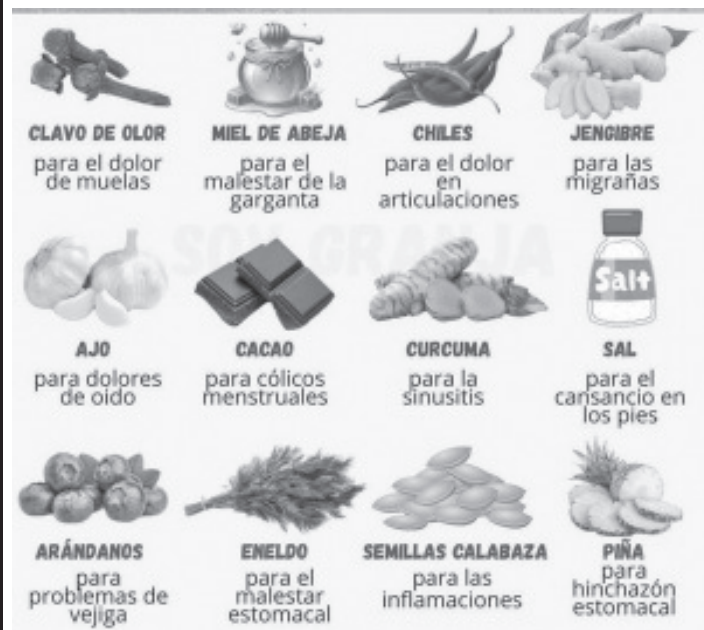 SOY GRANJA
CLAVO DE OLOR
para el dolor
de muelas
MIEL DE ABEJA
para el
malestar de la
garganta
CHILES
para el dolor
en
articulaciones
JENGIBRE
para las
migrañas
Salt
AJO
para dolores
de oido
CACAO
para cólicos
menstruales
CURCUMA
para la
sinusitis
SAL
para el
cansancio en
los pies
ARÁNDANOS
para
problemas de
vejiga
ENELDO
para el
malestar
estomacal
SEMILLAS CALABAZA
para las
inflamaciones
PIÑA
para
hinchazón
estomacal